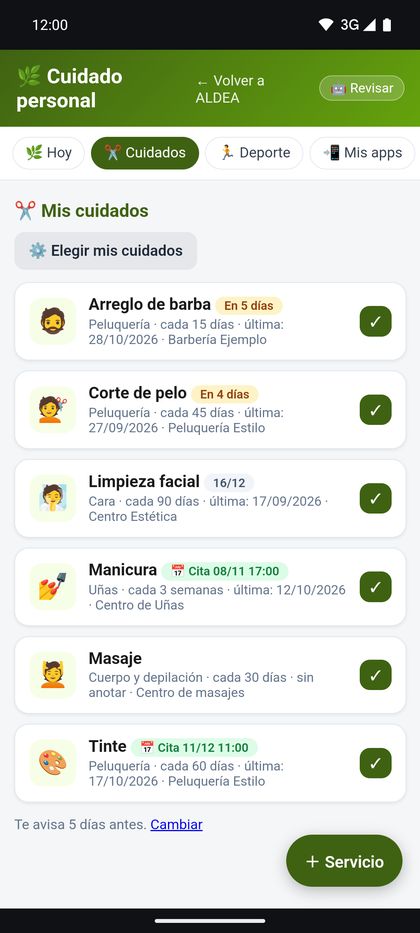 12:00
3G
🌿 Cuidado
personal
← Volver a
ALDEA
🤖 Revisar
🌿 Hoy
✂️ Cuidados
🏃 Deporte
📲 Mis apps
✂️ Mis cuidados
⚙️ Elegir mis cuidados
Arreglo de barba En 5 días
Peluquería · cada 15 días · última:
28/10/2026 · Barbería Ejemplo
✓
Corte de pelo En 4 días
Peluquería · cada 45 días · última:
27/09/2026 · Peluquería Estilo
✓
Limpieza facial 16/12
Cara · cada 90 días · última: 17/09/2026 ·
Centro Estética
✓
Manicura 📅 Cita 08/11 17:00
Uñas · cada 3 semanas · última: 12/10/2026
· Centro de Uñas
✓
Masaje
Cuerpo y depilación · cada 30 días · sin
anotar · Centro de masajes
✓
Tinte 📅 Cita 11/12 11:00
Peluquería · cada 60 días · última:
17/10/2026 · Peluquería Estilo
✓
Te avisa 5 días antes. Cambiar
+ Servicio